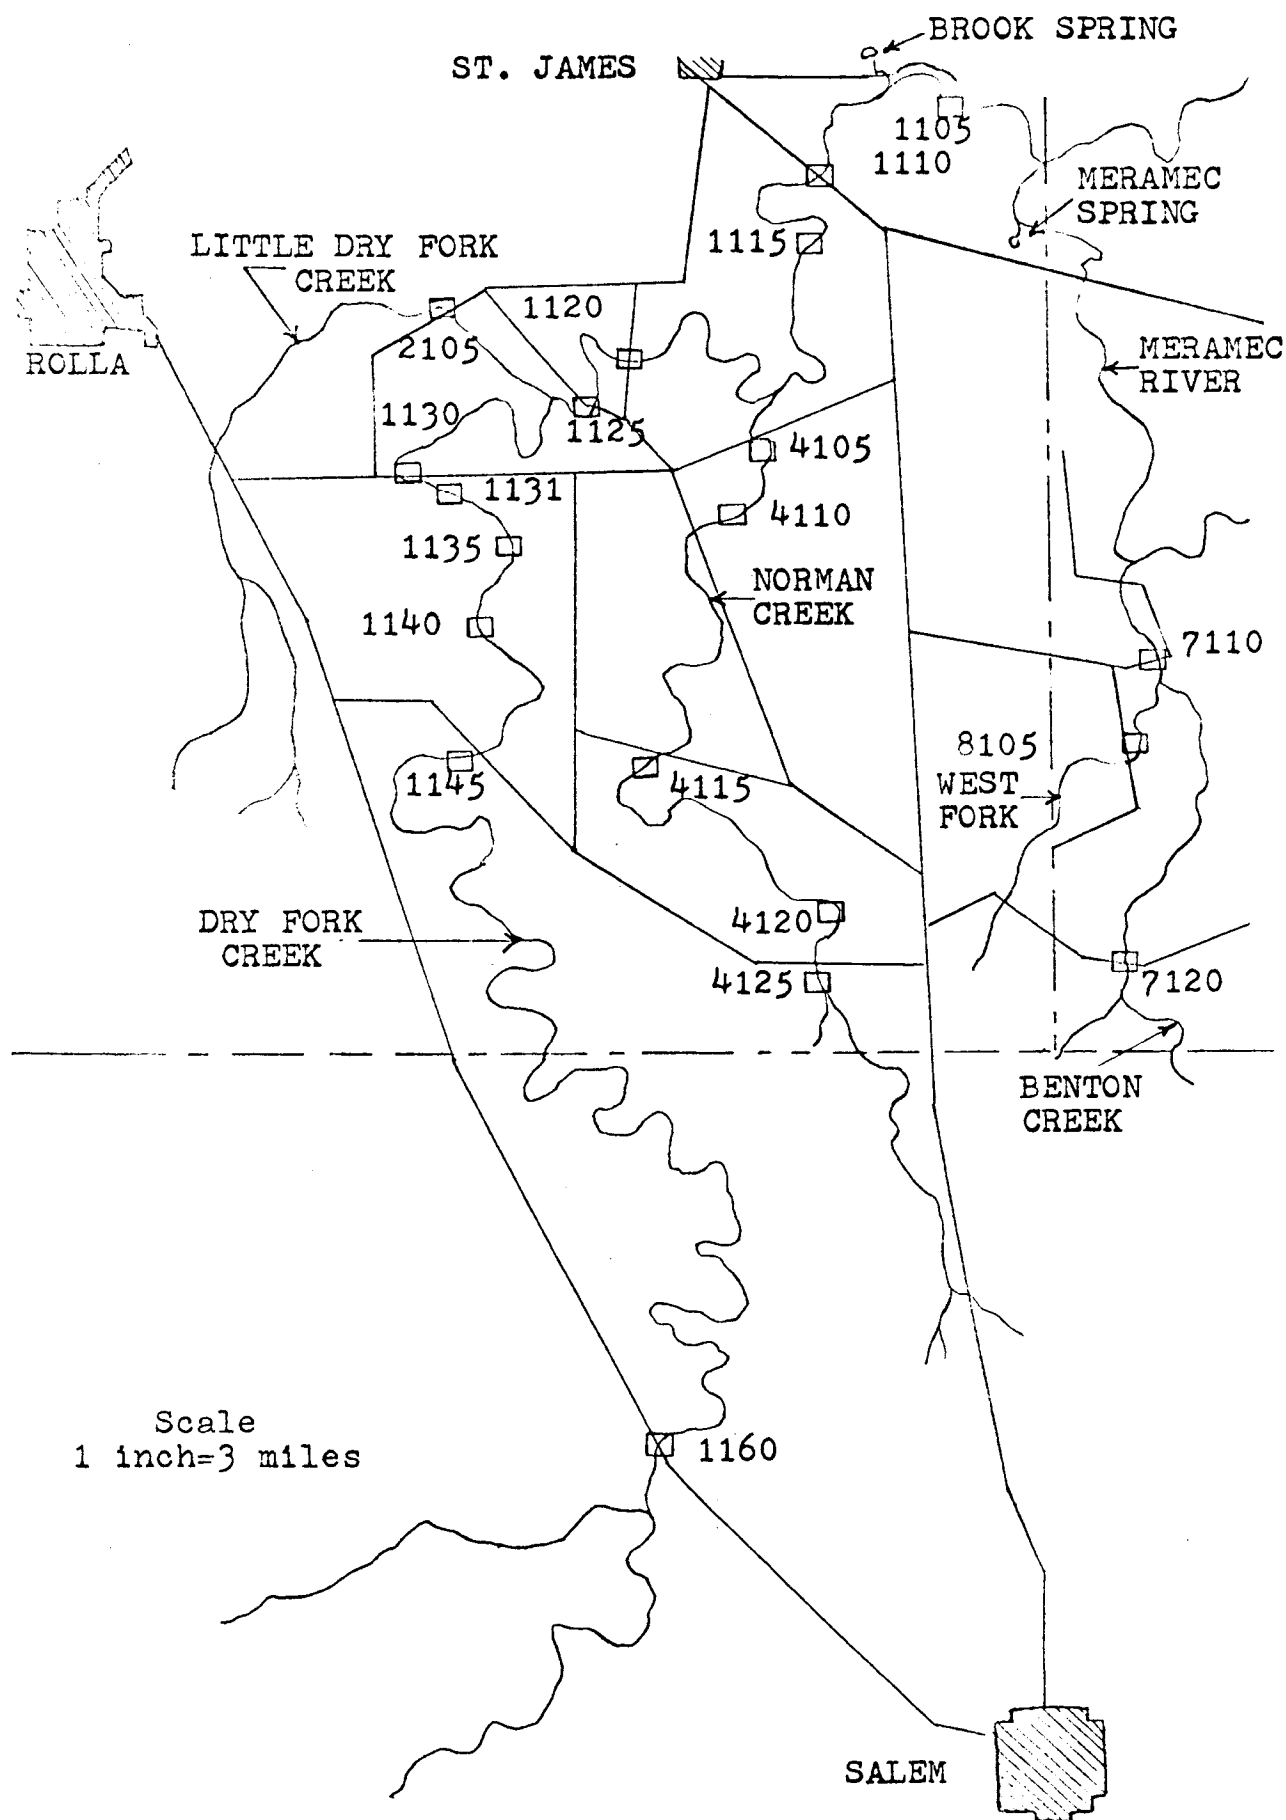 BROOK SPRING
ST. JAMES
1105
1110
MERAMEC
SPRING
LITTLE DRY FORK
CREEK
1115
1120
2105
ROLLA
MERAMEC
RIVER
1130
1125
4105
1131
4110
1135
NORMAN
CREEK
1140
7110
8105
WEST
FORK
1145
4115
DRY FORK
CREEK
4120
4125
7120
BENTON
CREEK
Scale
1 inch=3 miles
1160
SALEM